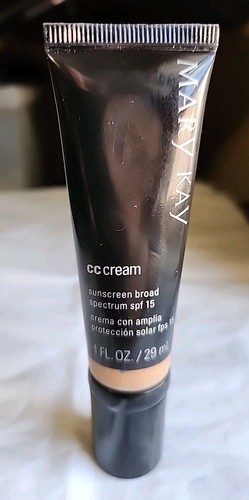 MARY KAY
cc cream
sunscreen broad
spectrum spf 15
crema con amplia
protección solar fps 15
1 FL. OZ. / 29 mL